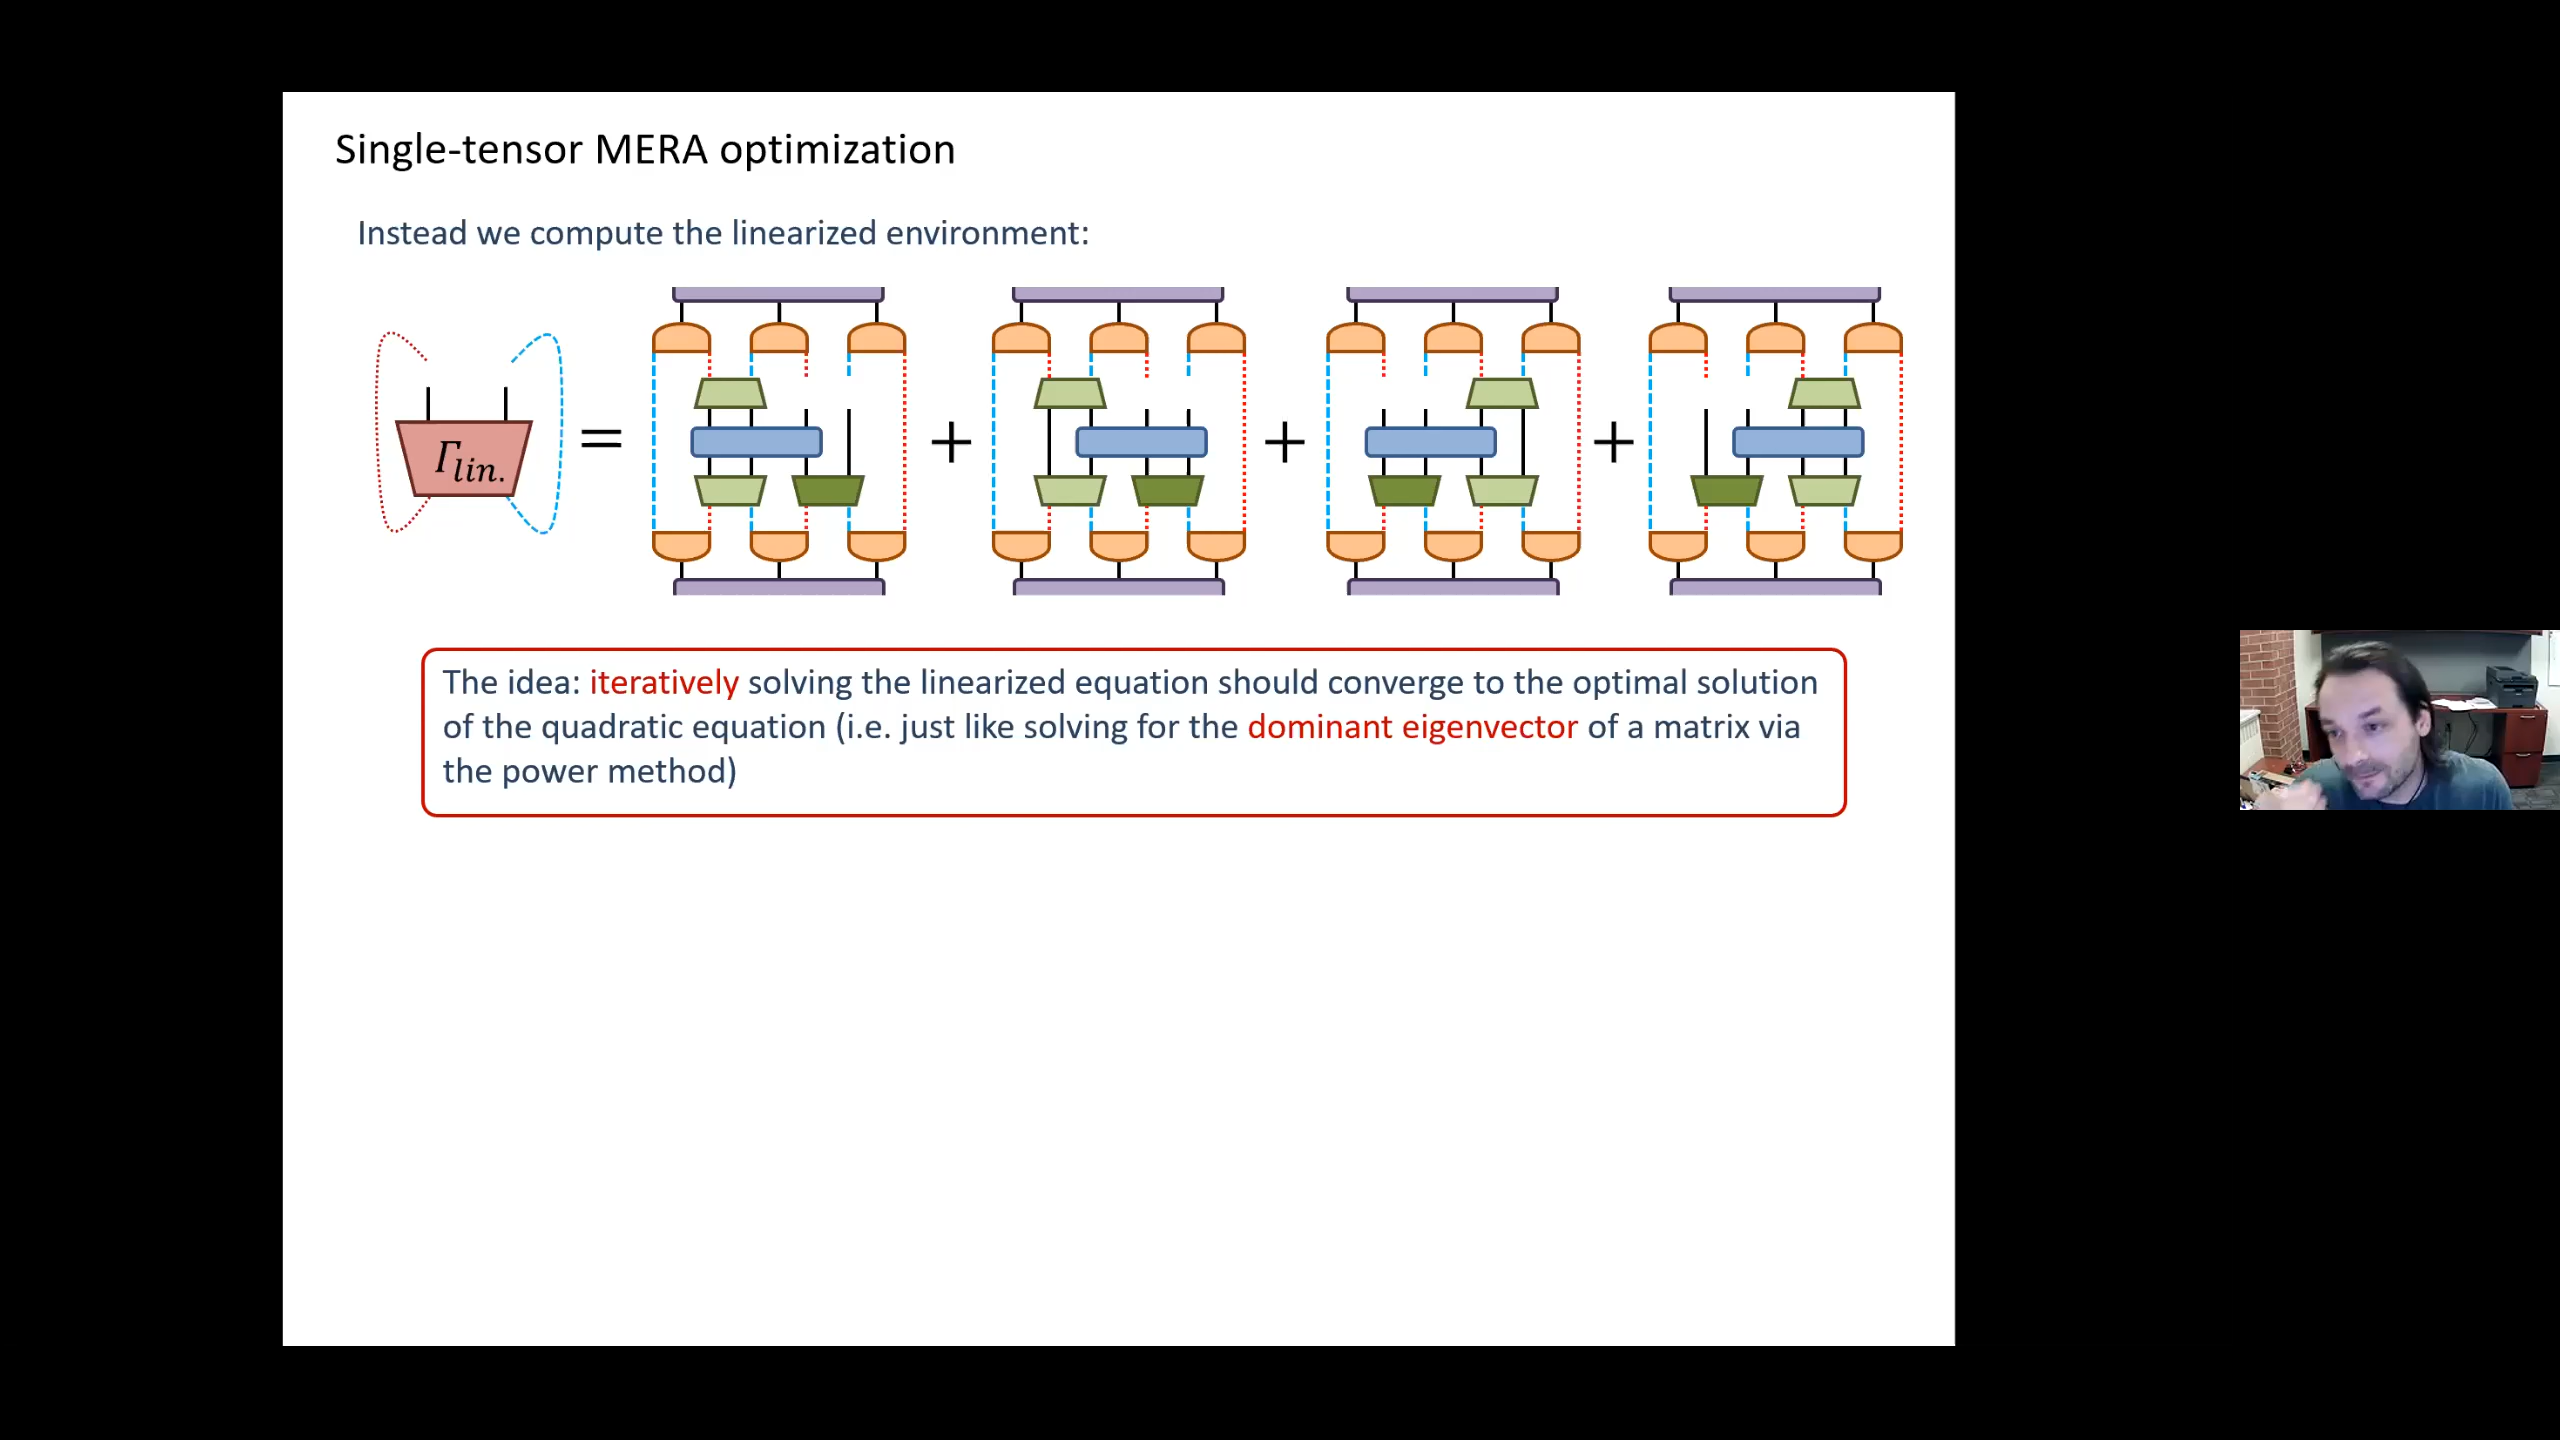 Single-tensor MERA optimization
Instead we compute the linearized environment:
Γlin. = + + +
The idea: iteratively solving the linearized equation should converge to the optimal solution
of the quadratic equation (i.e. just like solving for the dominant eigenvector of a matrix via
the power method)